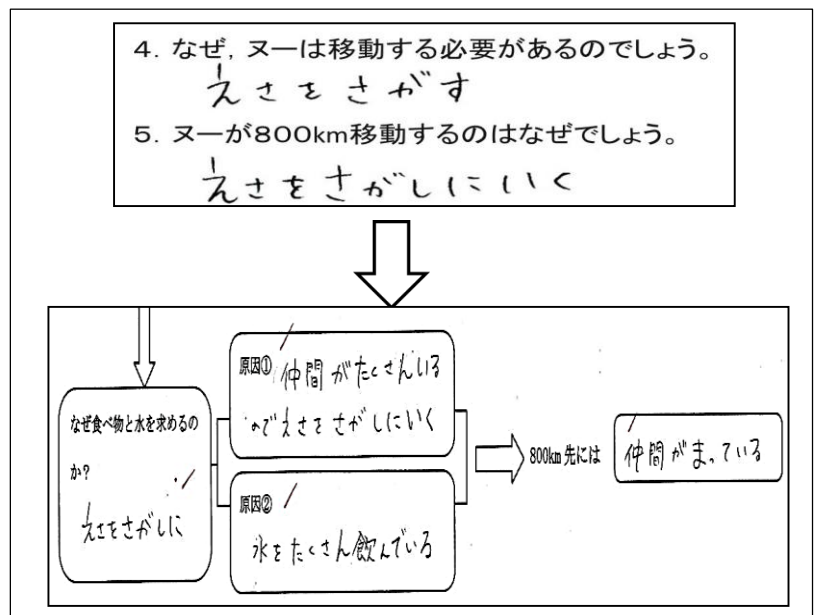 4. なぜ，ヌーは移動する必要があるのでしょう。
えさをさがす
5. ヌーが800km移動するのはなぜでしょう。
えさをさがしにいく
なぜ食べ物と水を求めるの
か?
えさをさがしに
原因① 仲間がたくさんいる
のでえさをさがしにいく
原因②
水をたくさん飲んでいる
800km先には
仲間がまっている